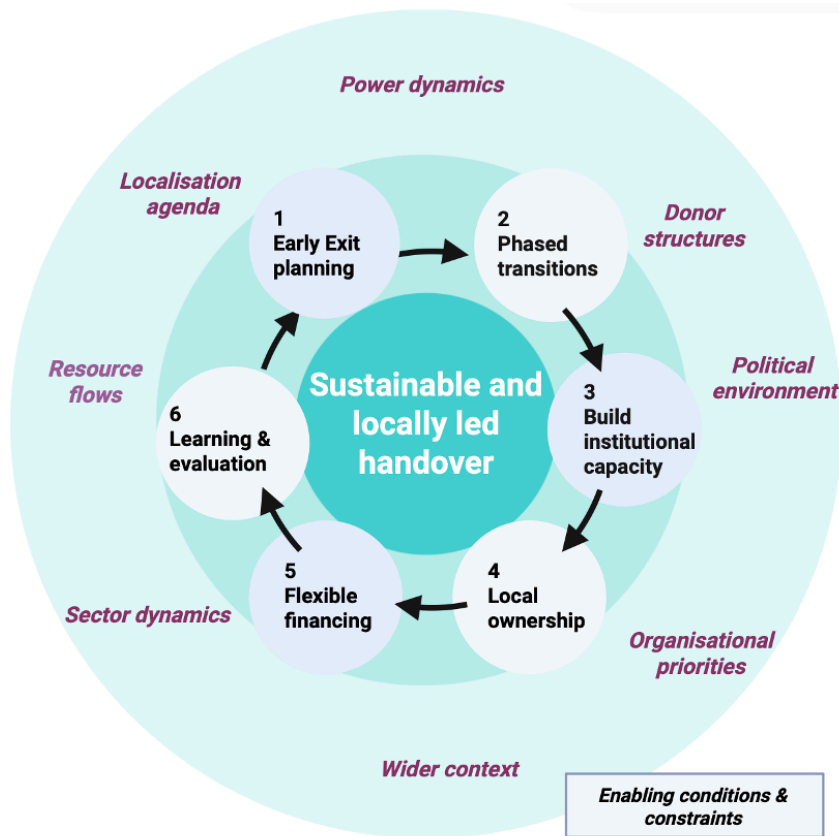 Power dynamics
Localisation
agenda
Donor
structures
Political
environment
Organisational
priorities
Wider context
Sector dynamics
Resource
flows
1
Early Exit
planning
2
Phased
transitions
3
Build
institutional
capacity
4
Local
ownership
5
Flexible
financing
6
Learning &
evaluation
Sustainable and
locally led
handover
Enabling conditions &
constraints